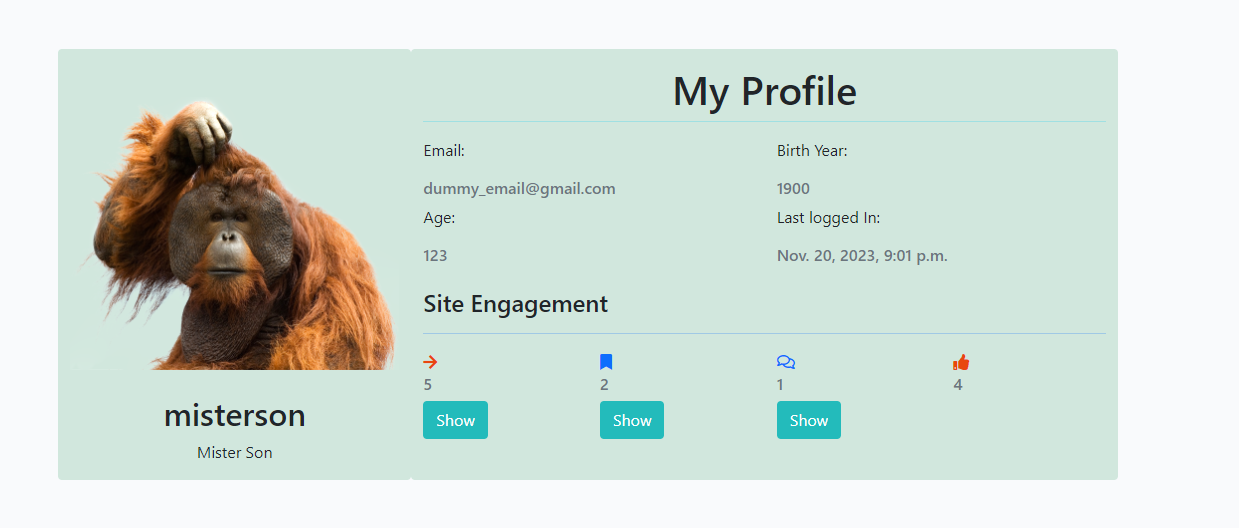 My Profile
Email:
Birth Year:
dummy_email@gmail.com
1900
Age:
Last logged In:
123
Nov. 20, 2023, 9:01 p.m.
Site Engagement
5
2
1
4
Show
Show
Show
misterson
Mister Son